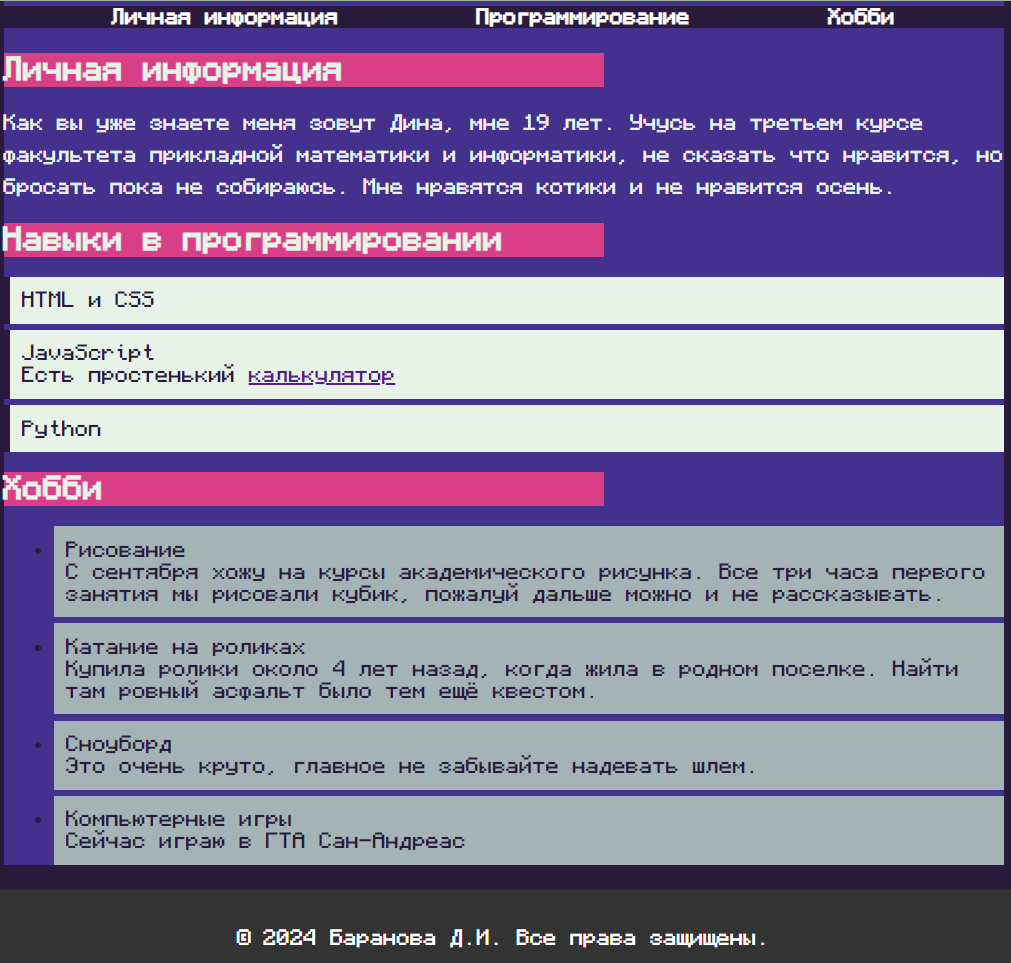 Личная информация Программирование Хобби
Личная информация
Как вы уже знаете меня зовут Дина, мне 19 лет. Учусь на третьем курсе
факультета прикладной математики и информатики, не сказать что нравится, но
бросать пока не собираюсь. Мне нравятся котики и не нравится осень.
Навыки в программировании
HTML и CSS
JavaScript
Есть простенький калькулятор
Python
Хобби
Рисование
С сентября хожу на курсы академического рисунка. Все три часа первого
занятия мы рисовали кубик, пожалуй дальше можно и не рассказывать.
Катание на роликах
Купила ролики около 4 лет назад, когда жила в родном поселке. Найти
там ровный асфальт было тем ещё квестом.
Сноуборд
Это очень круто, главное не забывайте надевать шлем.
Компьютерные игры
Сейчас играю в ГТА Сан-Андреас
© 2024 Баранова Д.И. Все права защищены.